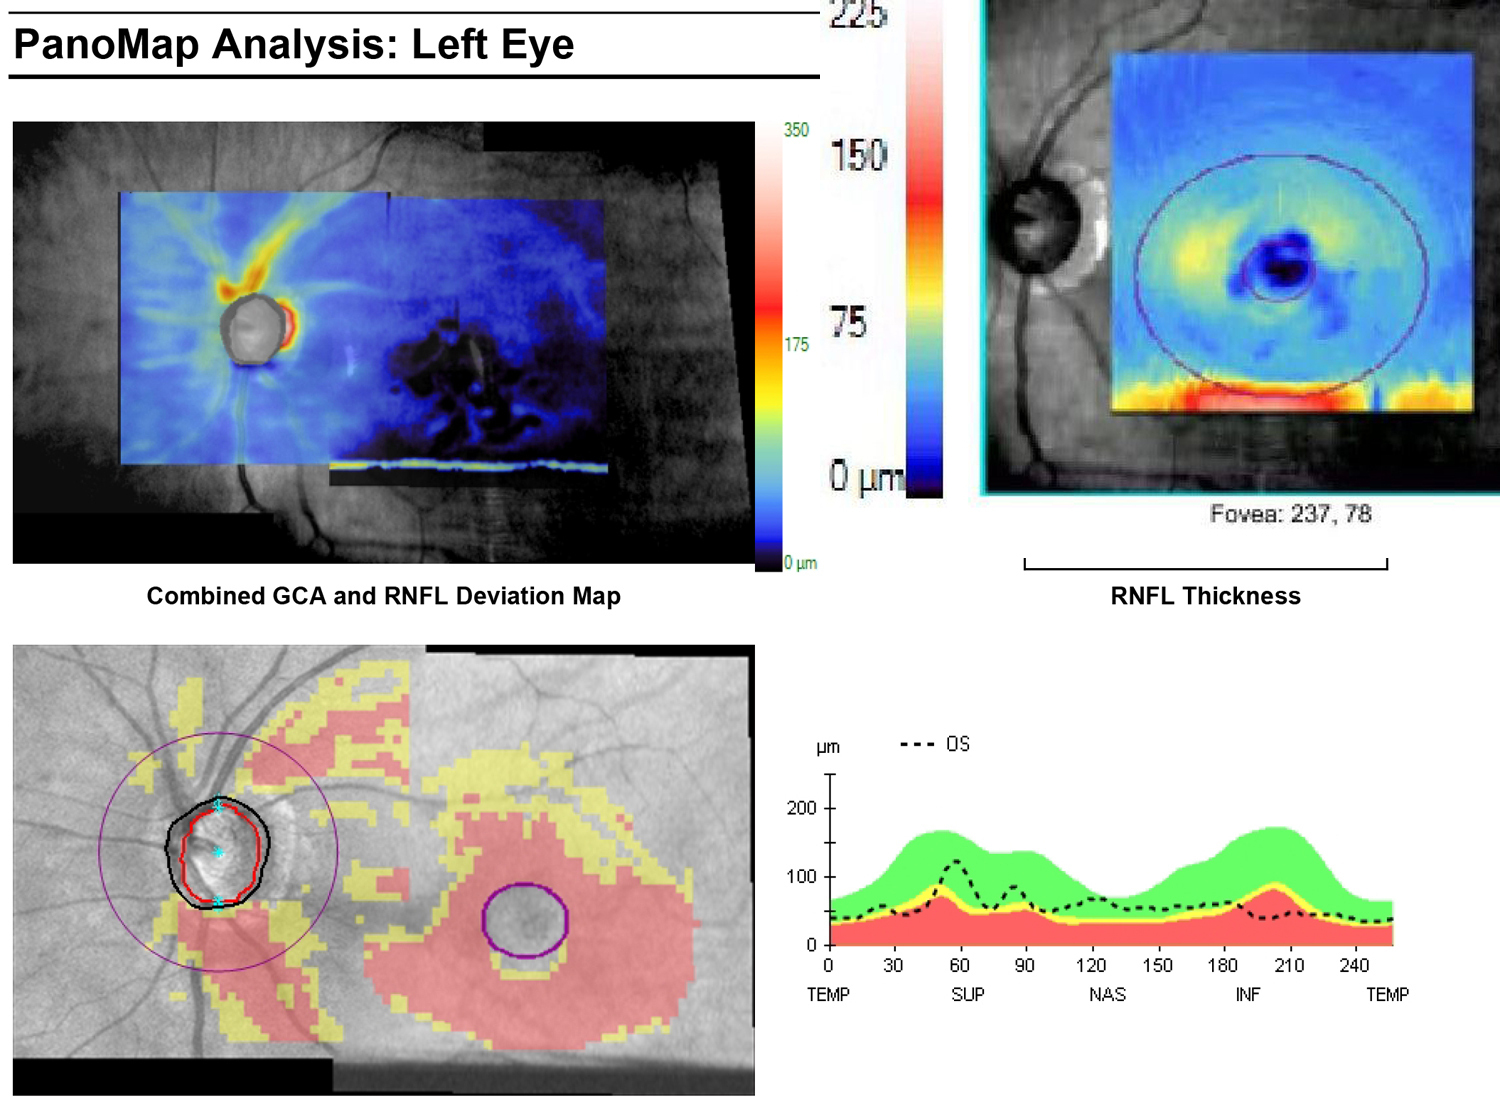 PanoMap Analysis: Left Eye
350
175
0 µm
225
150
75
0 µm
Fovea: 237, 78
Combined GCA and RNFL Deviation Map
RNFL Thickness
µm
OS
200
100
0
0 30 60 90 120 150 180 210 240
TEMP SUP NAS INF TEMP